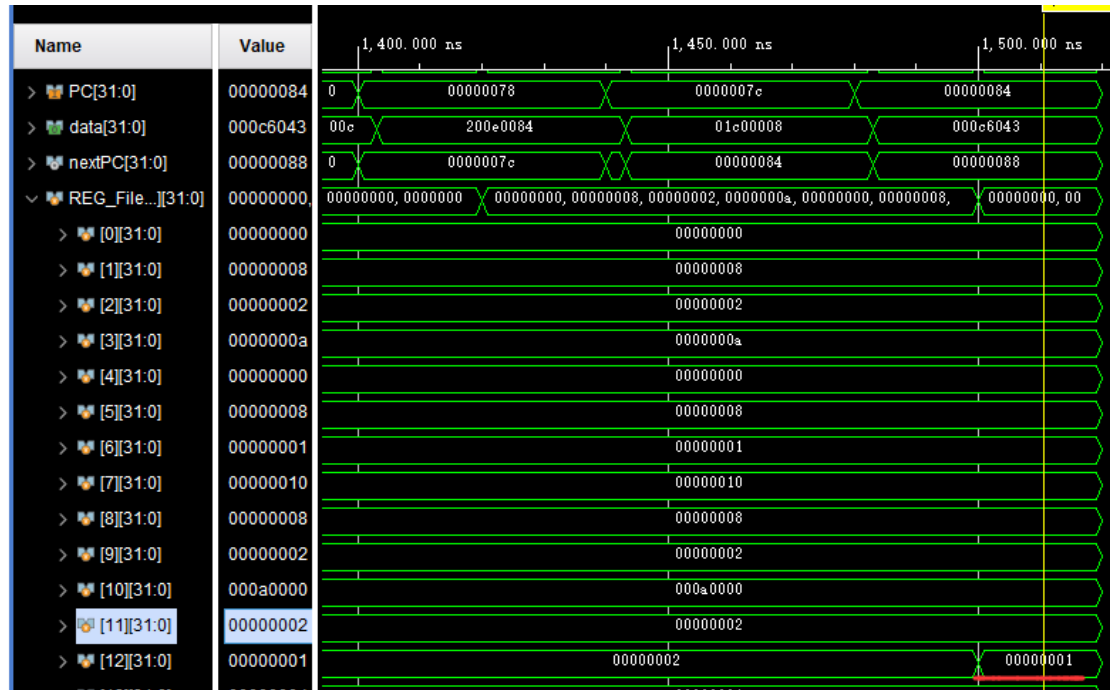 Name Value 1,400.000 ns 1,450.000 ns 1,500.000 ns
PC[31:0] 00000084 0 00000078 0000007c 00000084
data[31:0] 000c6043 00c 200e0084 01c00008 000c6043
nextPC[31:0] 00000088 0 0000007c 00000084 00000088
REG_File...][31:0] 00000000, 00000000, 0000000 00000000, 00000008, 00000002, 0000000a, 00000000, 00000008, 00000000, 00
[0][31:0] 00000000 00000000
[1][31:0] 00000008 00000008
[2][31:0] 00000002 00000002
[3][31:0] 0000000a 0000000a
[4][31:0] 00000000 00000000
[5][31:0] 00000008 00000008
[6][31:0] 00000001 00000001
[7][31:0] 00000010 00000010
[8][31:0] 00000008 00000008
[9][31:0] 00000002 00000002
[10][31:0] 000a0000 000a0000
[11][31:0] 00000002 00000002
[12][31:0] 00000001 00000002 00000001